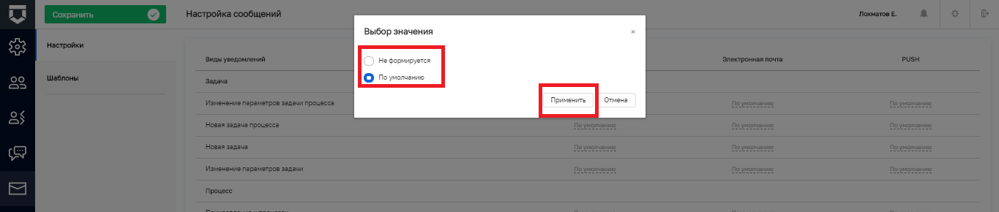 Сохранить
Настройка сообщений
Лохматов Е.
Выбор значения
×
Настройки
Шаблоны
Не формируется
По умолчанию
Применить
Отмена
Виды уведомлений
Электронная почта
PUSH
Задача
Изменение параметров задачи процесса
По умолчанию
По умолчанию
Новая задача процесса
По умолчанию
По умолчанию
По умолчанию
Новая задача
По умолчанию
По умолчанию
По умолчанию
Изменение параметров задачи
По умолчанию
По умолчанию
По умолчанию
Процесс